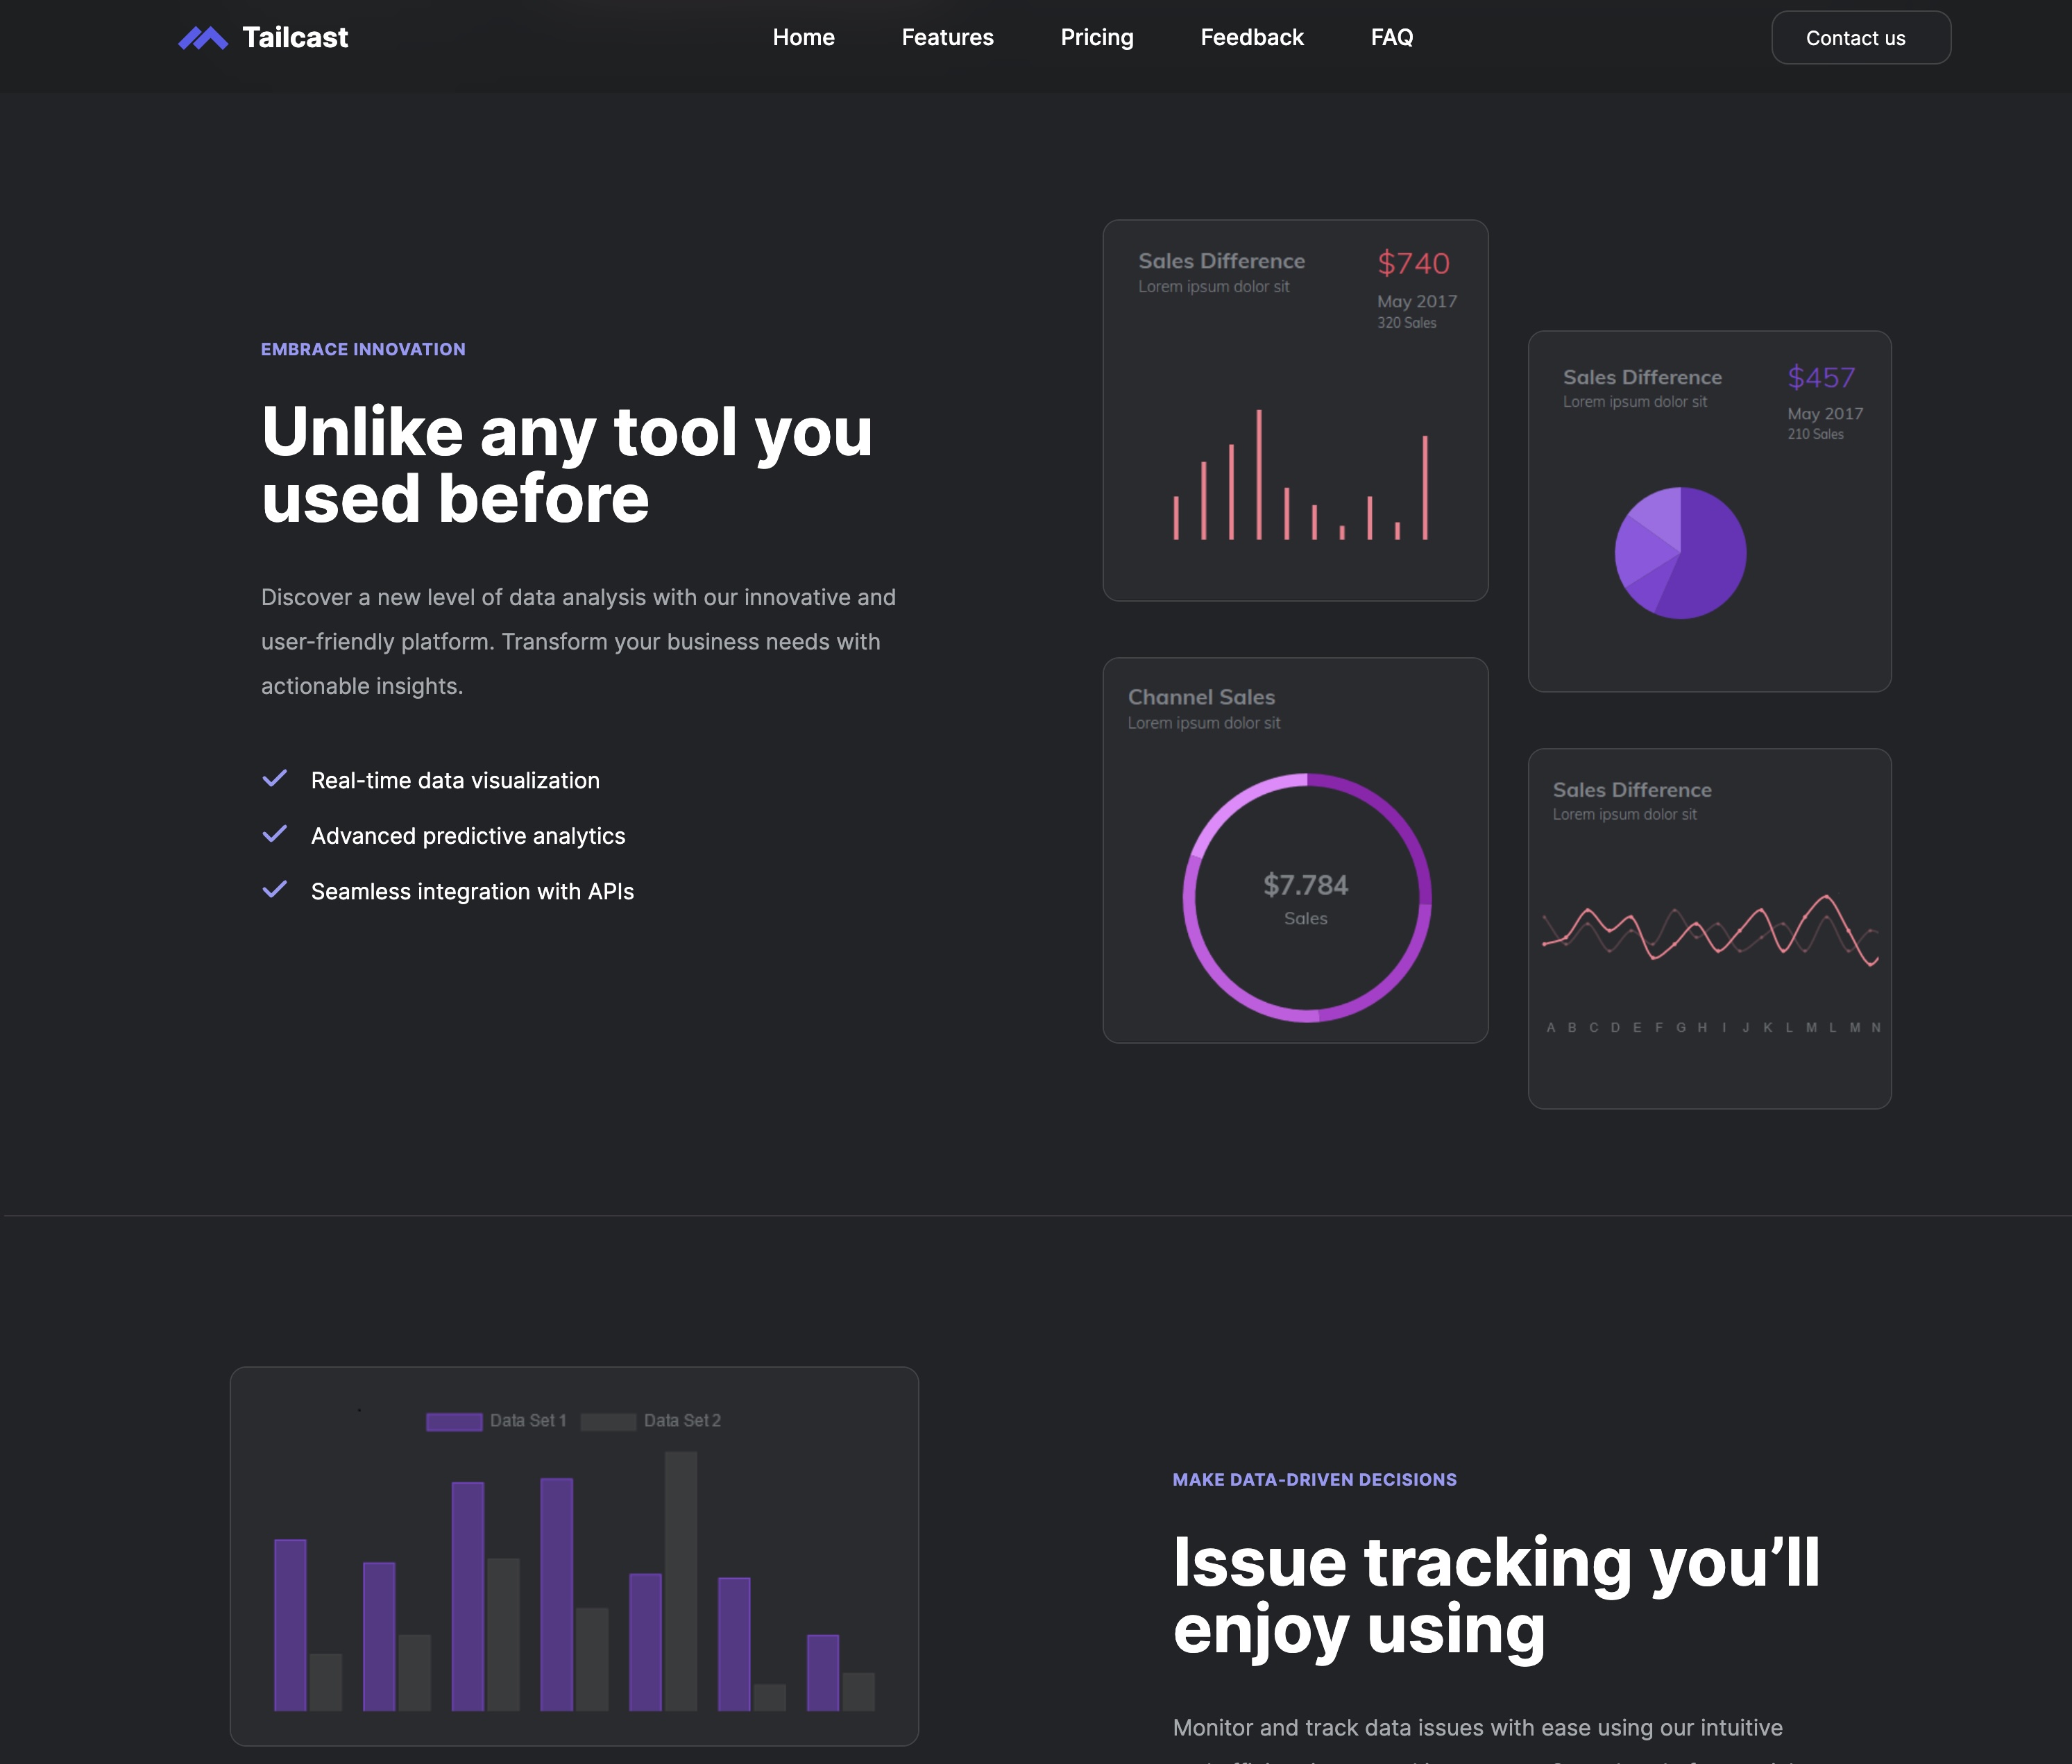 Tailcast
Home
Features
Pricing
Feedback
FAQ
Contact us
EMBRACE INNOVATION
Unlike any tool you
used before
Discover a new level of data analysis with our innovative and
user-friendly platform. Transform your business needs with
actionable insights.
Real-time data visualization
Advanced predictive analytics
Seamless integration with APIs
Sales Difference
Lorem ipsum dolor sit
$740
May 2017
320 Sales
Sales Difference
Lorem ipsum dolor sit
$457
May 2017
210 Sales
Channel Sales
Lorem ipsum dolor sit
$7.784
Sales
Sales Difference
Lorem ipsum dolor sit
A B C D E F G H I J K L M L M N
Data Set 1
Data Set 2
MAKE DATA-DRIVEN DECISIONS
Issue tracking you’ll
enjoy using
Monitor and track data issues with ease using our intuitive